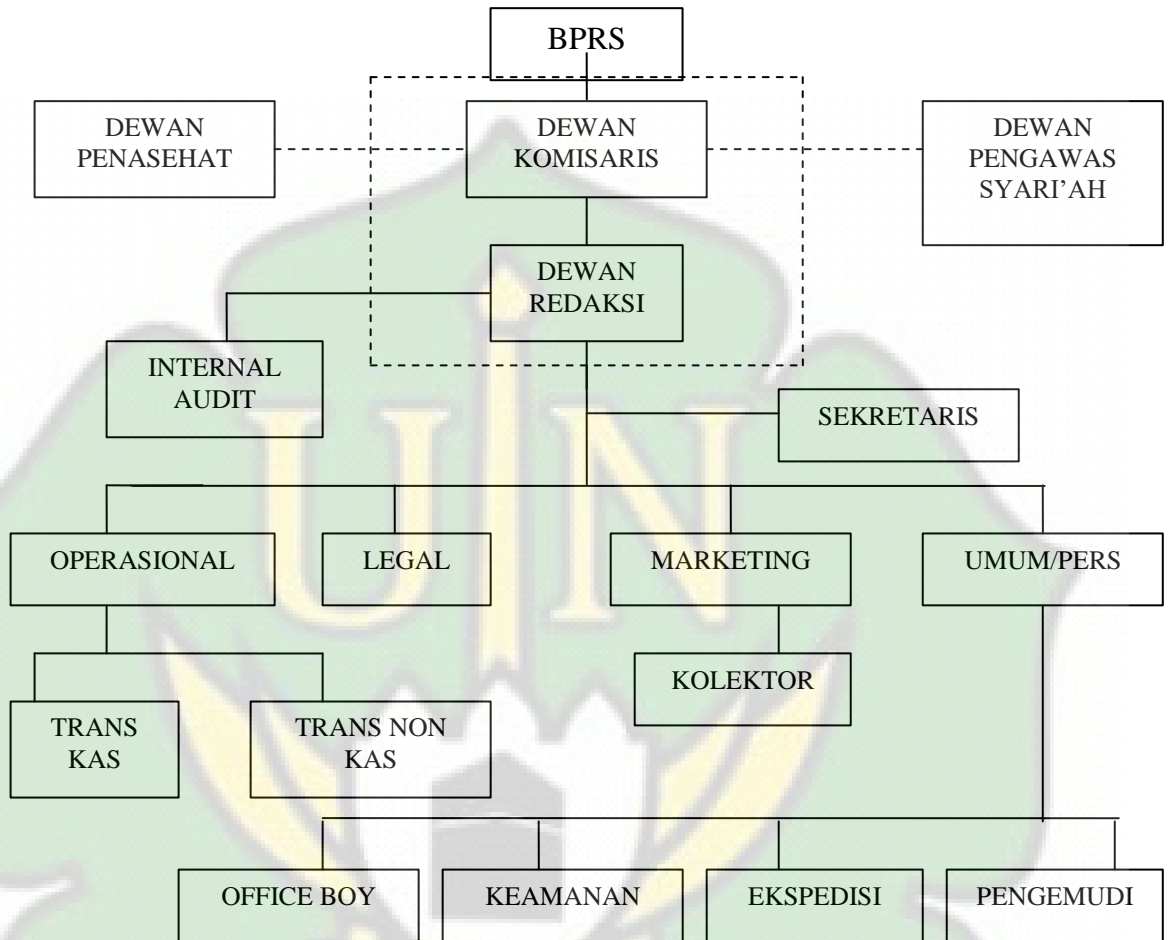 BPRS
DEWAN
PENASEHAT
DEWAN
KOMISARIS
DEWAN
PENGAWAS
SYARI’AH
DEWAN
REDAKSI
INTERNAL
AUDIT
SEKRETARIS
OPERASIONAL
LEGAL
MARKETING
UMUM/PERS
KOLEKTOR
TRANS
KAS
TRANS NON
KAS
OFFICE BOY
KEAMANAN
EKSPEDISI
PENGEMUDI
UIN